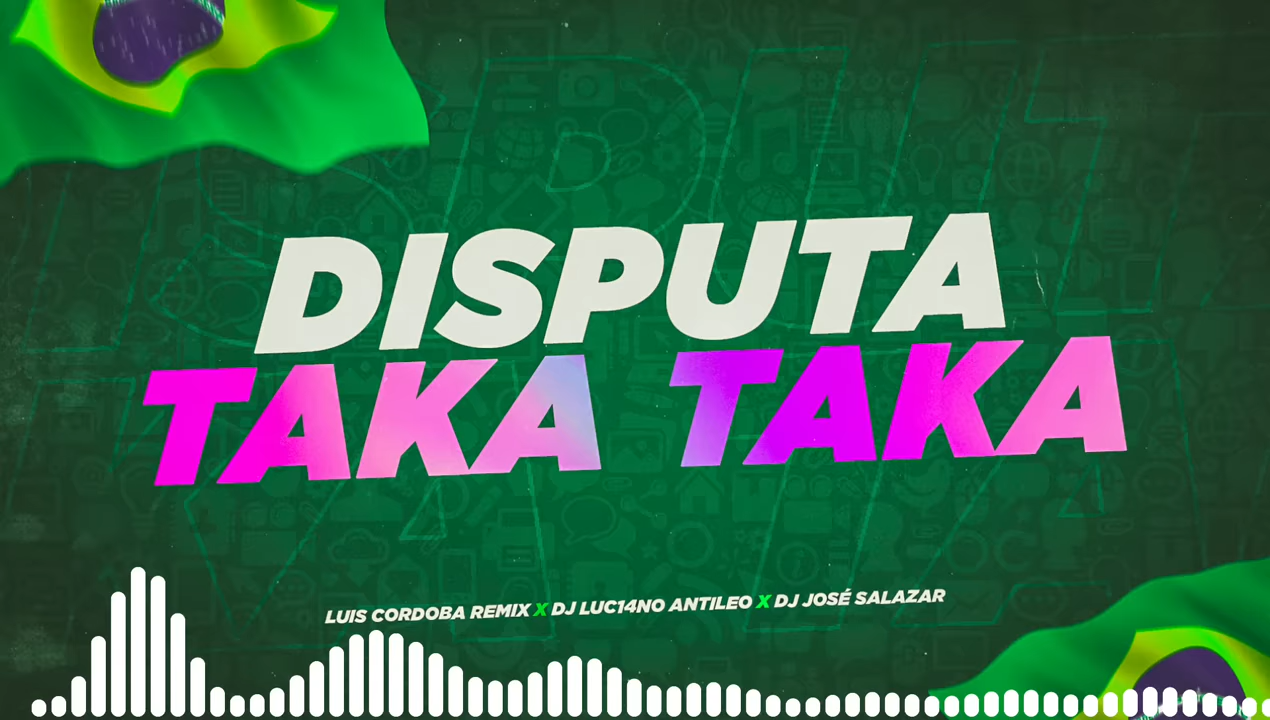 DISPUTA
TAKA TAKA
LUIS CORDOBA REMIX X DJ LUC14NO ANTILEO X DJ JOSÉ SALAZAR